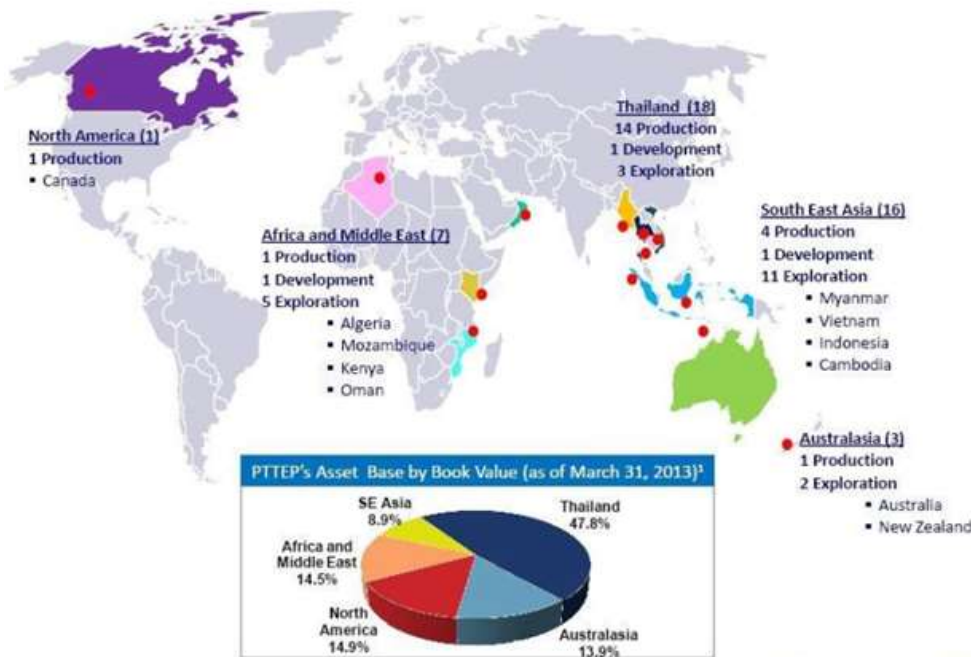 North America (1)
1 Production
▪ Canada
Africa and Middle East (7)
1 Production
1 Development
5 Exploration
▪ Algeria
▪ Mozambique
▪ Kenya
▪ Oman
Thailand (18)
14 Production
1 Development
3 Exploration
South East Asia (16)
4 Production
1 Development
11 Exploration
▪ Myanmar
▪ Vietnam
▪ Indonesia
▪ Cambodia
Australasia (3)
1 Production
2 Exploration
▪ Australia
▪ New Zealand
PTTEP's Asset Base by Book Value (as of March 31, 2013)¹
SE Asia
8.9%
Thailand
47.8%
Africa and
Middle East
14.5%
North
America
14.9%
Australasia
13.9%